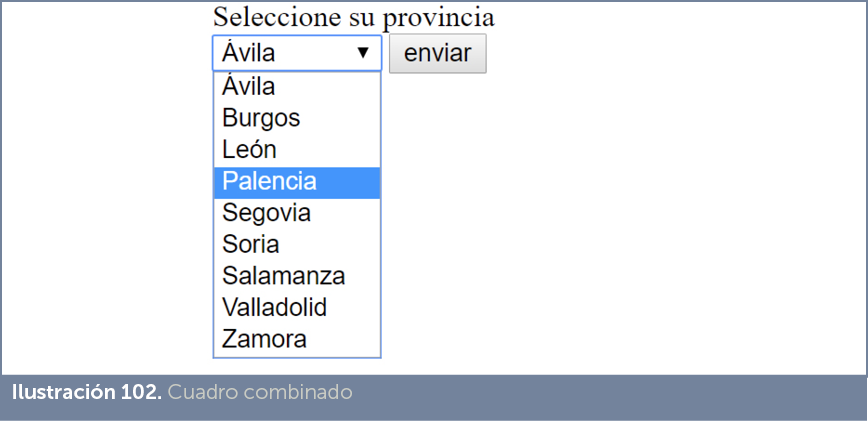 Seleccione su provincia
Ávila ▼ enviar
Ávila
Burgos
León
Palencia
Segovia
Soria
Salamanza
Valladolid
Zamora
Ilustración 102. Cuadro combinado